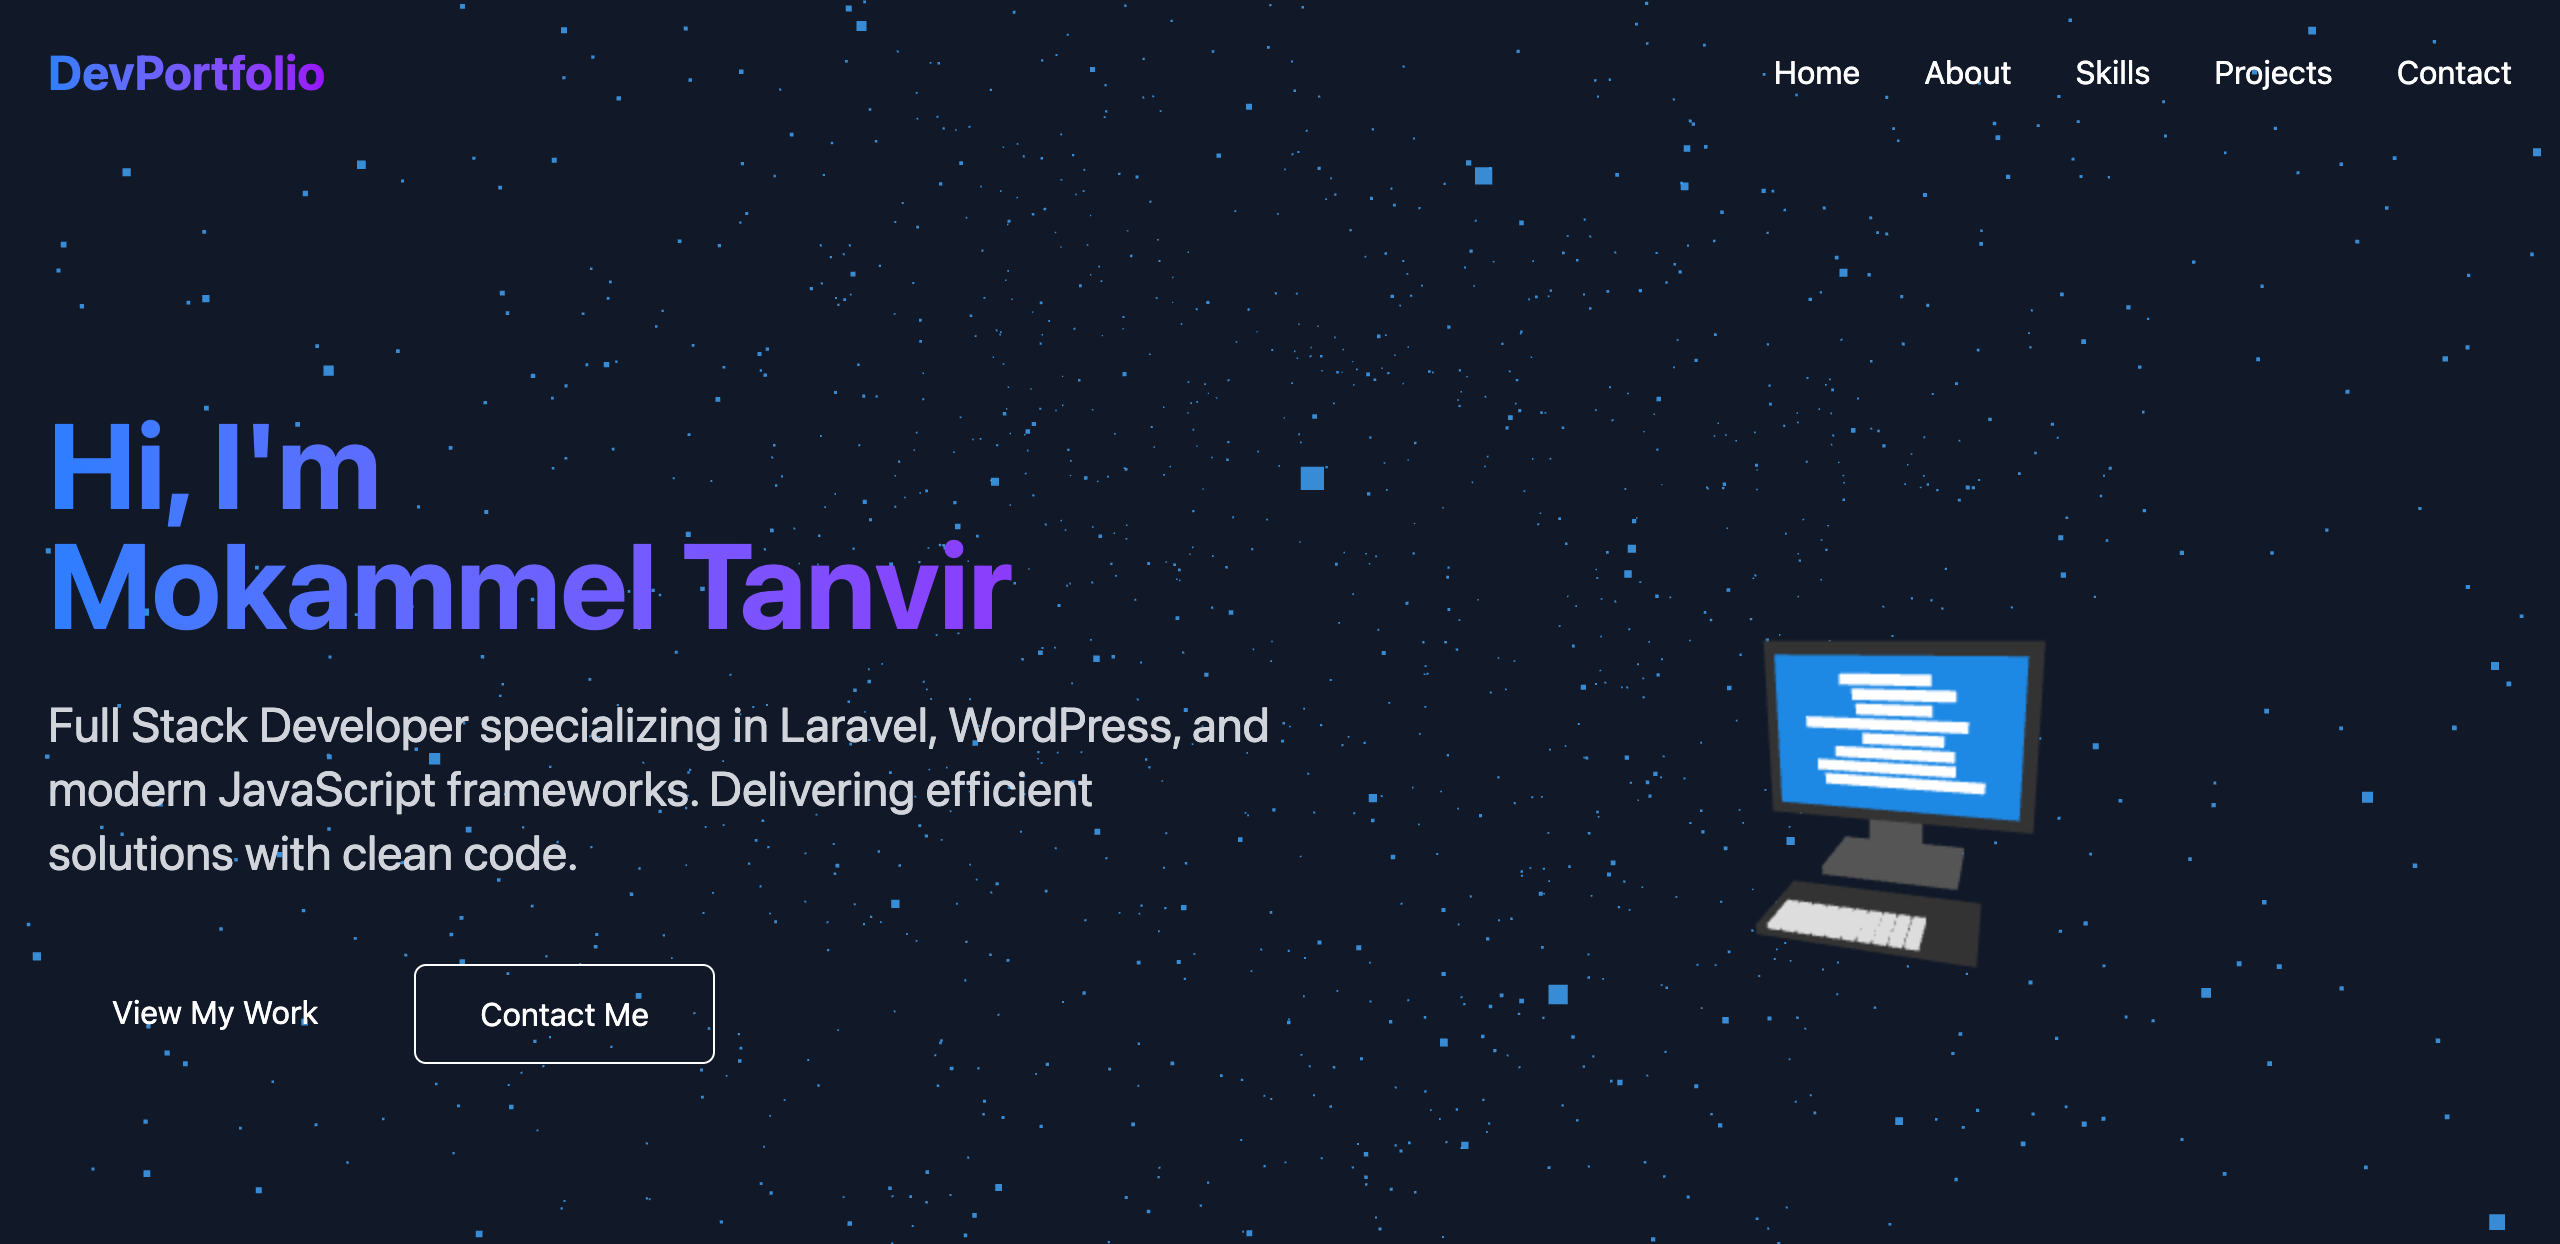 DevPortfolio
Home
About
Skills
Projects
Contact
Hi, I'm
Mokammel Tanvir
Full Stack Developer specializing in Laravel, WordPress, and
modern JavaScript frameworks. Delivering efficient
solutions with clean code.
View My Work
Contact Me